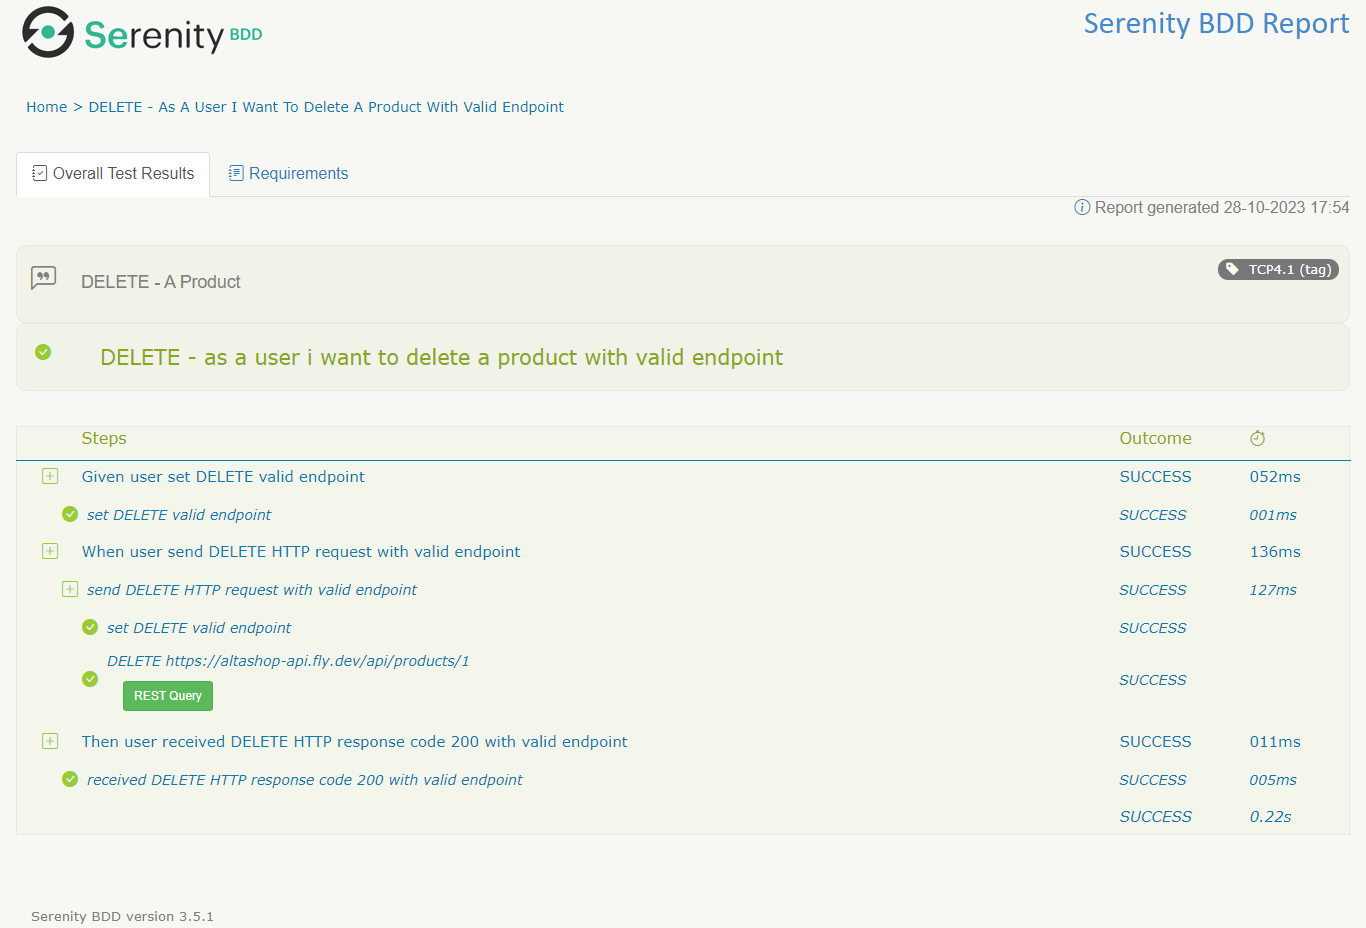 Serenity BDD
Serenity BDD Report
Home > DELETE - As A User I Want To Delete A Product With Valid Endpoint
Overall Test Results
Requirements
Report generated 28-10-2023 17:54
DELETE - A Product
TCP4.1 (tag)
DELETE - as a user i want to delete a product with valid endpoint
Steps Outcome
Given user set DELETE valid endpoint SUCCESS 052ms
set DELETE valid endpoint SUCCESS 001ms
When user send DELETE HTTP request with valid endpoint SUCCESS 136ms
send DELETE HTTP request with valid endpoint SUCCESS 127ms
set DELETE valid endpoint SUCCESS
DELETE https://altashop-api.fly.dev/api/products/1
REST Query
SUCCESS
Then user received DELETE HTTP response code 200 with valid endpoint SUCCESS 011ms
received DELETE HTTP response code 200 with valid endpoint SUCCESS 005ms
SUCCESS 0.22s
Serenity BDD version 3.5.1